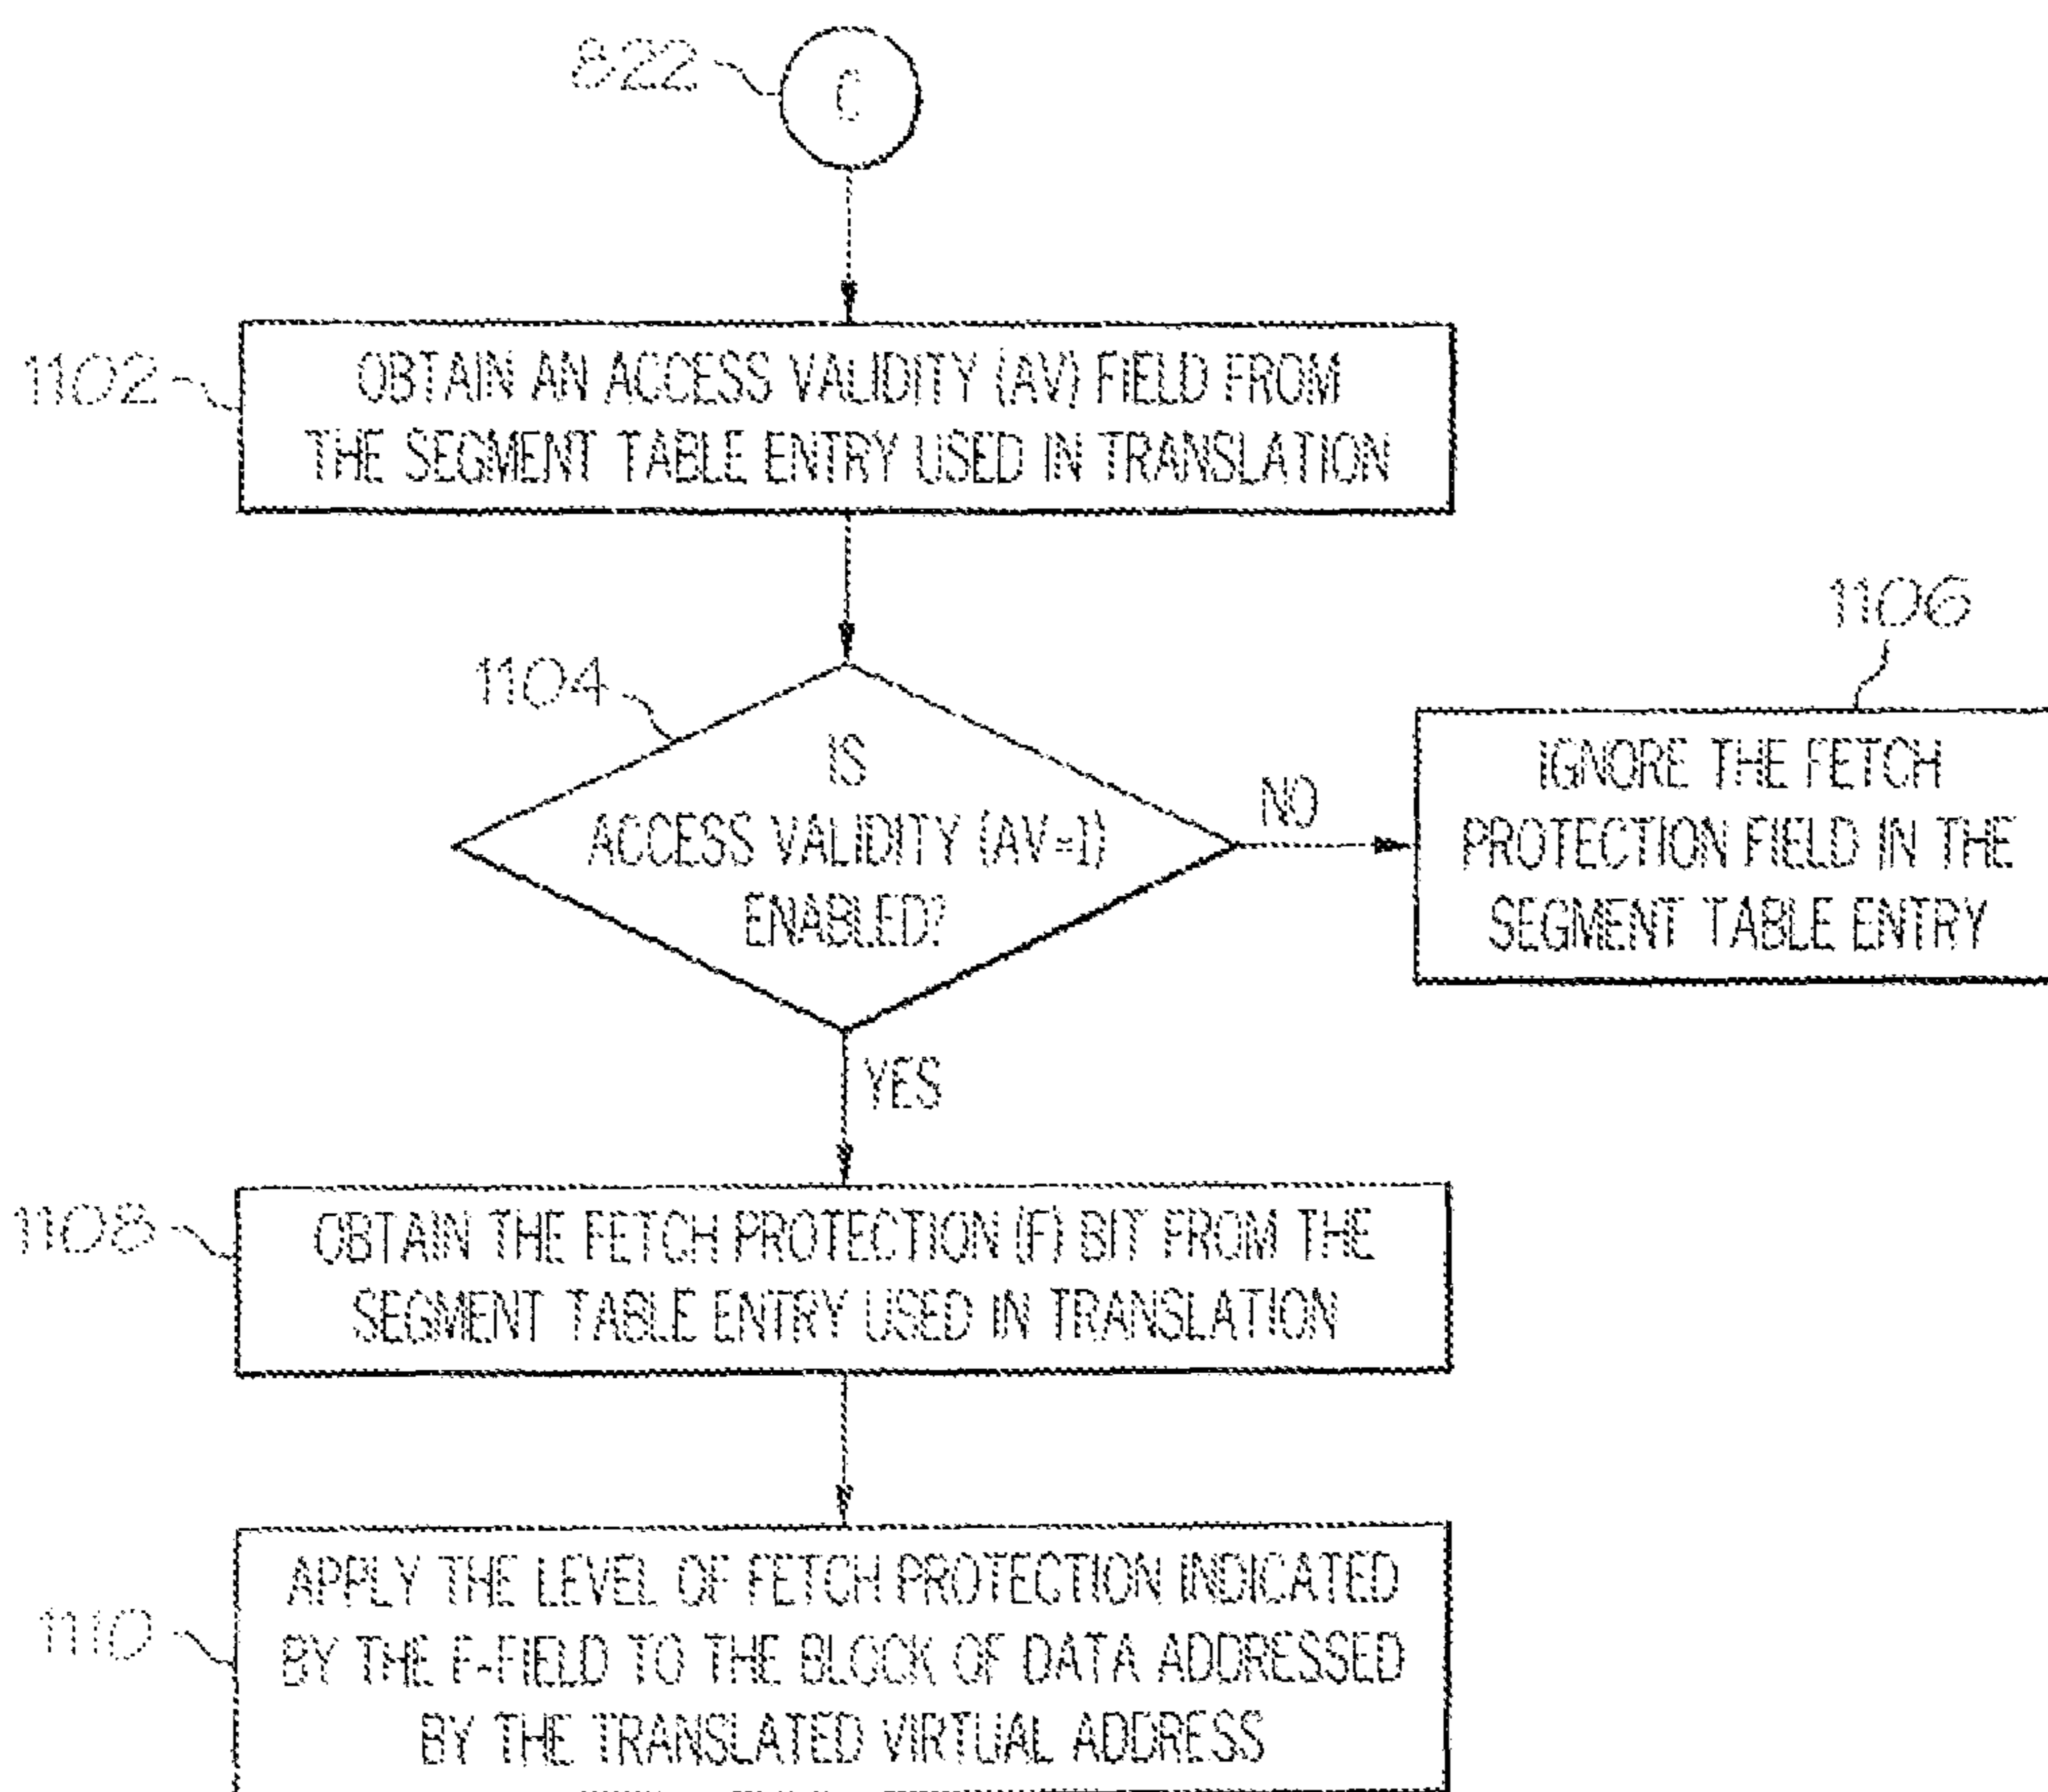 822
C
1102
OBTAIN AN ACCESS VALIDITY (AV) FIELD FROM
THE SEGMENT TABLE ENTRY USED IN TRANSLATION
1104
IS
ACCESS VALIDITY (AV=1)
ENABLED?
NO
1106
IGNORE THE FETCH
PROTECTION FIELD IN THE
SEGMENT TABLE ENTRY
YES
1108
OBTAIN THE FETCH PROTECTION (F) BIT FROM THE
SEGMENT TABLE ENTRY USED IN TRANSLATION
1110
APPLY THE LEVEL OF FETCH PROTECTION INDICATED
BY THE F-FIELD TO THE BLOCK OF DATA ADDRESSED
BY THE TRANSLATED VIRTUAL ADDRESS